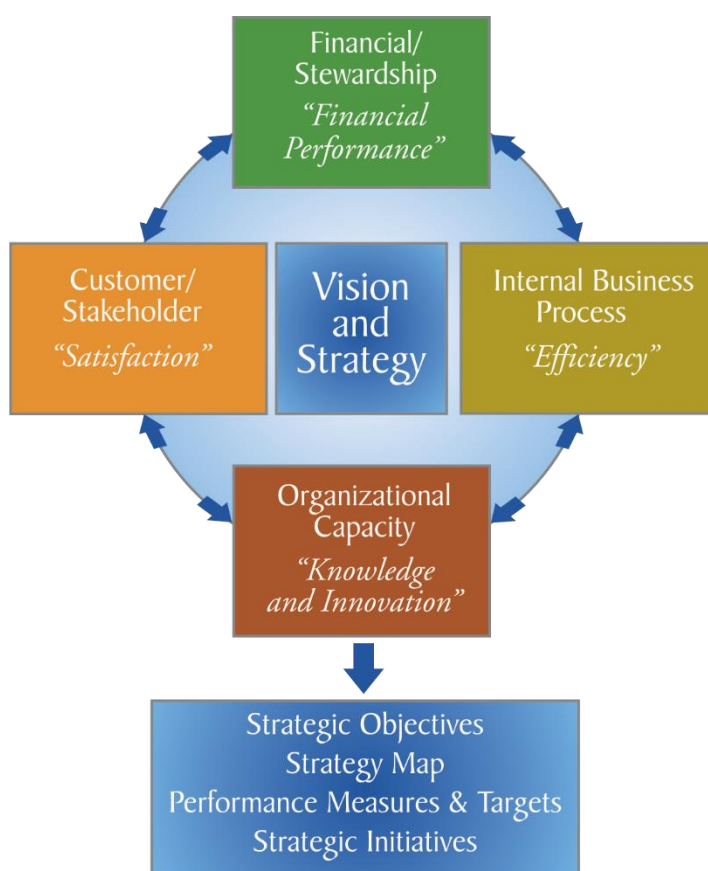 Financial/
Stewardship
“Financial
Performance”
Customer/
Stakeholder
“Satisfaction”
Vision
and
Strategy
Internal Business
Process
“Efficiency”
Organizational
Capacity
“Knowledge
and Innovation”
Strategic Objectives
Strategy Map
Performance Measures & Targets
Strategic Initiatives